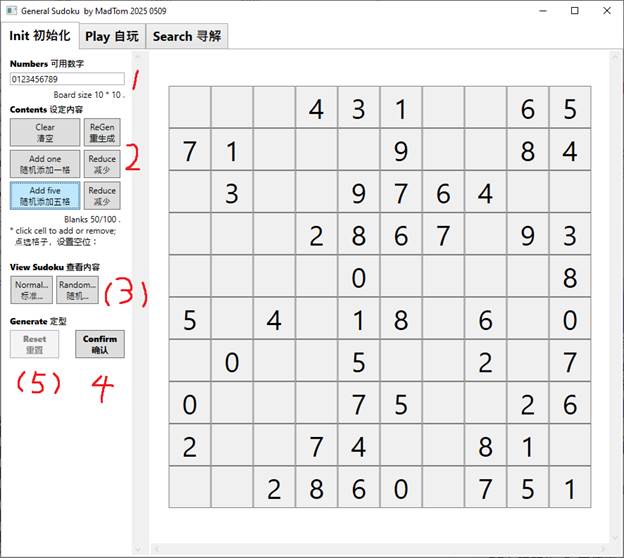 General Sudoku by MadTom 2025 0509
Init 初始化 Play 自玩 Search 寻解
Numbers 可用数字
0123456789
1
Board size 10 * 10 .
Contents 设定内容
Clear ReGen
清空 重生成
2
Add one Reduce
随机添加一格 减少
Add five Reduce
随机添加五格 减少
Blanks 50/100 .
* click cell to add or remove;
点选格子，设置空位；
View Sudoku 查看内容
Normal... Random...
标准... 随机...
(3)
Generate 定型
Reset Confirm
重置 确认
(5) 4
4 3 1 6 5
7 1 9 8 4
3 9 7 6 4
2 8 6 7 9 3
0 8
5 4 1 8 6 0
0 5 2 7
0 7 5 2 6
2 7 4 8 1
2 8 6 0 7 5 1